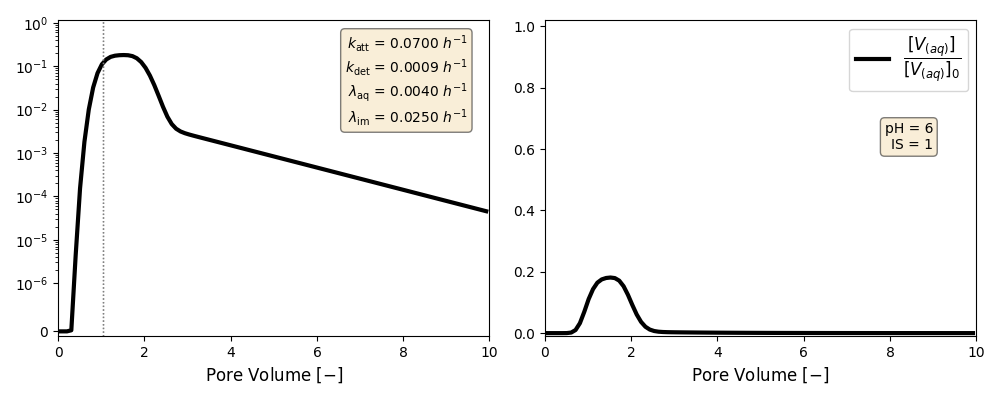 10⁰
10⁻¹
10⁻²
10⁻³
10⁻⁴
10⁻⁵
10⁻⁶
0
0 2 4 6 8 10
Pore Volume [−]
k_att = 0.0700 h⁻¹
k_det = 0.0009 h⁻¹
λ_aq = 0.0040 h⁻¹
λ_im = 0.0250 h⁻¹
1.0
0.8
0.6
0.4
0.2
0.0
0 2 4 6 8 10
Pore Volume [−]
[V_(aq)]
[V_(aq)]₀
pH = 6
IS = 1